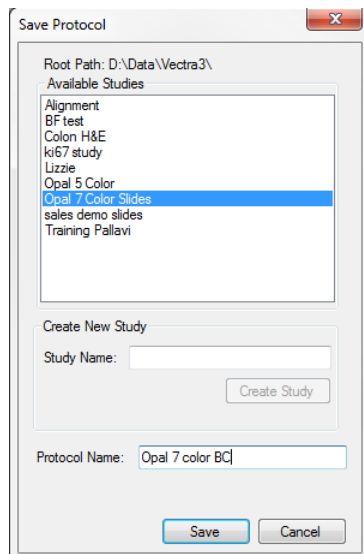 Save Protocol
Root Path: D:\Data\Vectra3\
Available Studies
Alignment
BF test
Colon H&E
ki67 study
Lizzie
Opal 5 Color
Opal 7 Color Slides
sales demo slides
Training Pallavi
Create New Study
Study Name:
Create Study
Protocol Name: Opal 7 color BC
Save Cancel